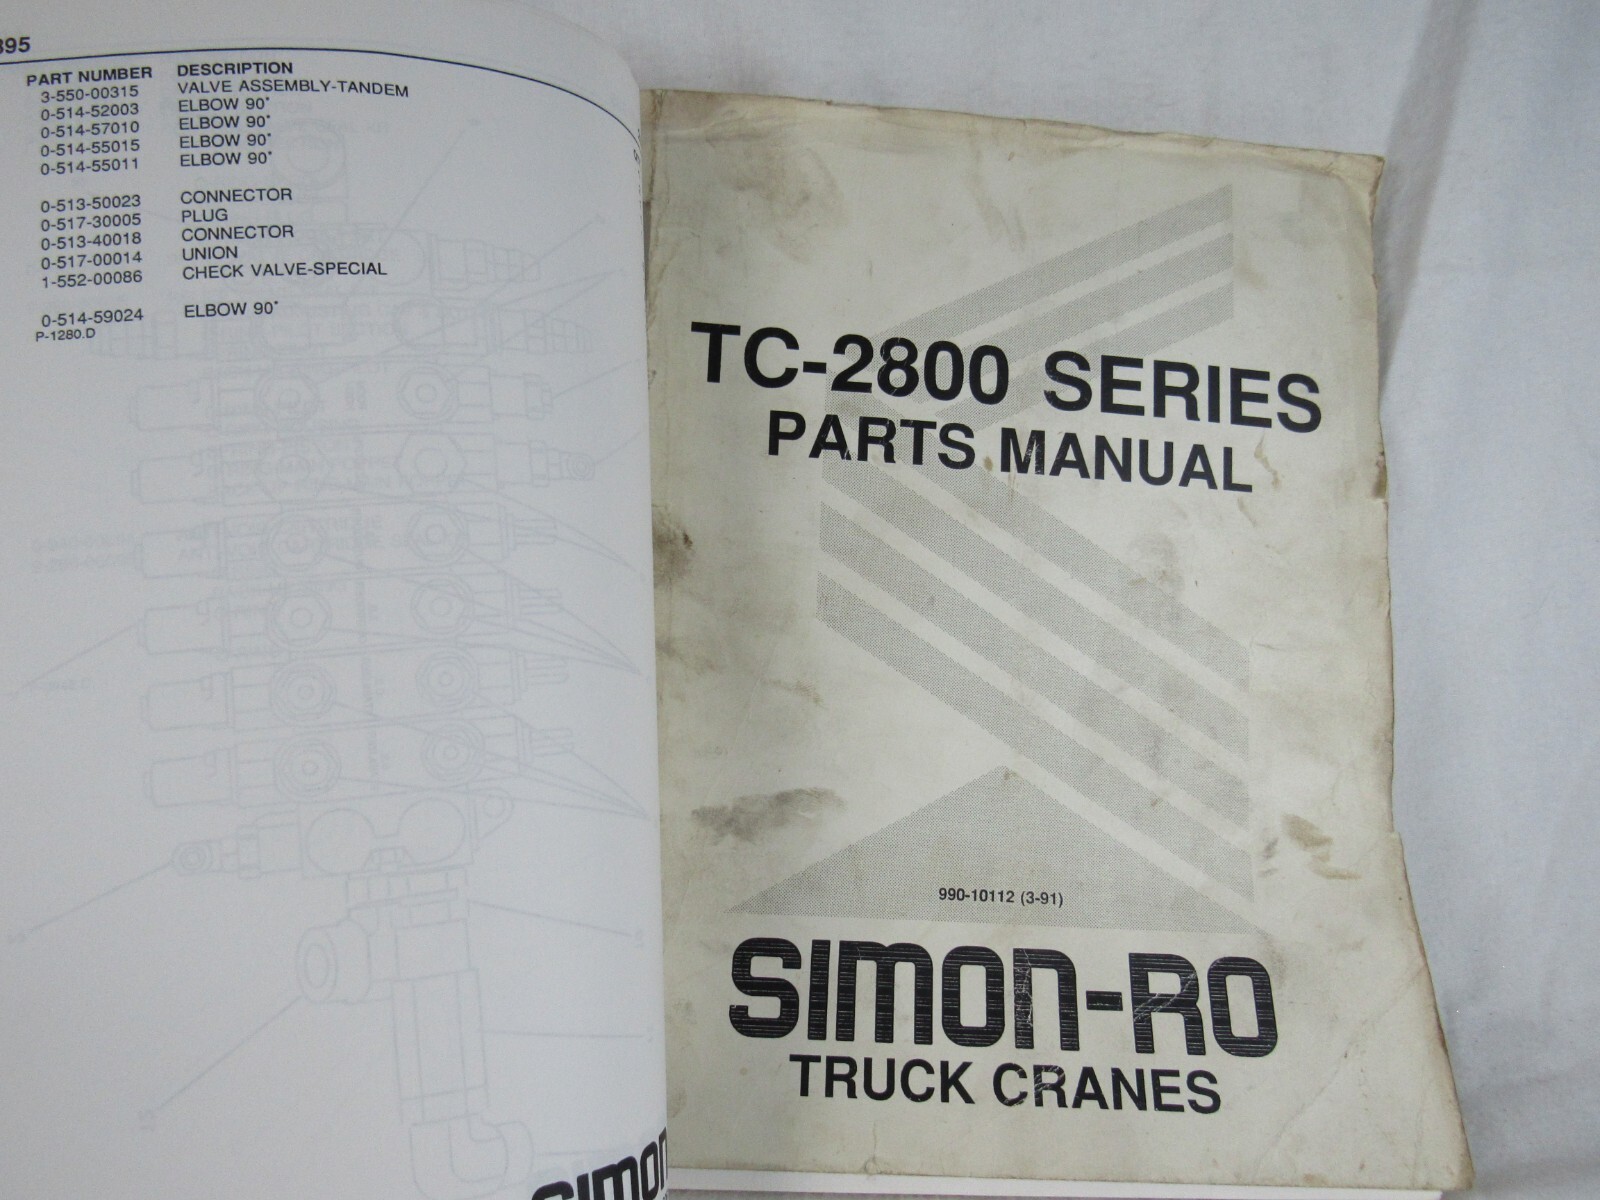 395
PART NUMBER DESCRIPTION
3-550-00315 VALVE ASSEMBLY-TANDEM
0-514-52003 ELBOW 90°
0-514-57010 ELBOW 90°
0-514-55015 ELBOW 90°
0-514-55011 ELBOW 90°
0-513-50023 CONNECTOR
0-517-30005 PLUG
0-513-40018 CONNECTOR
0-517-00014 UNION
1-552-00086 CHECK VALVE-SPECIAL
0-514-59024 ELBOW 90°
P-1280.D
SIMON
TC-2800 SERIES
PARTS MANUAL
990-10112 (3-91)
SIMON-RO
TRUCK CRANES